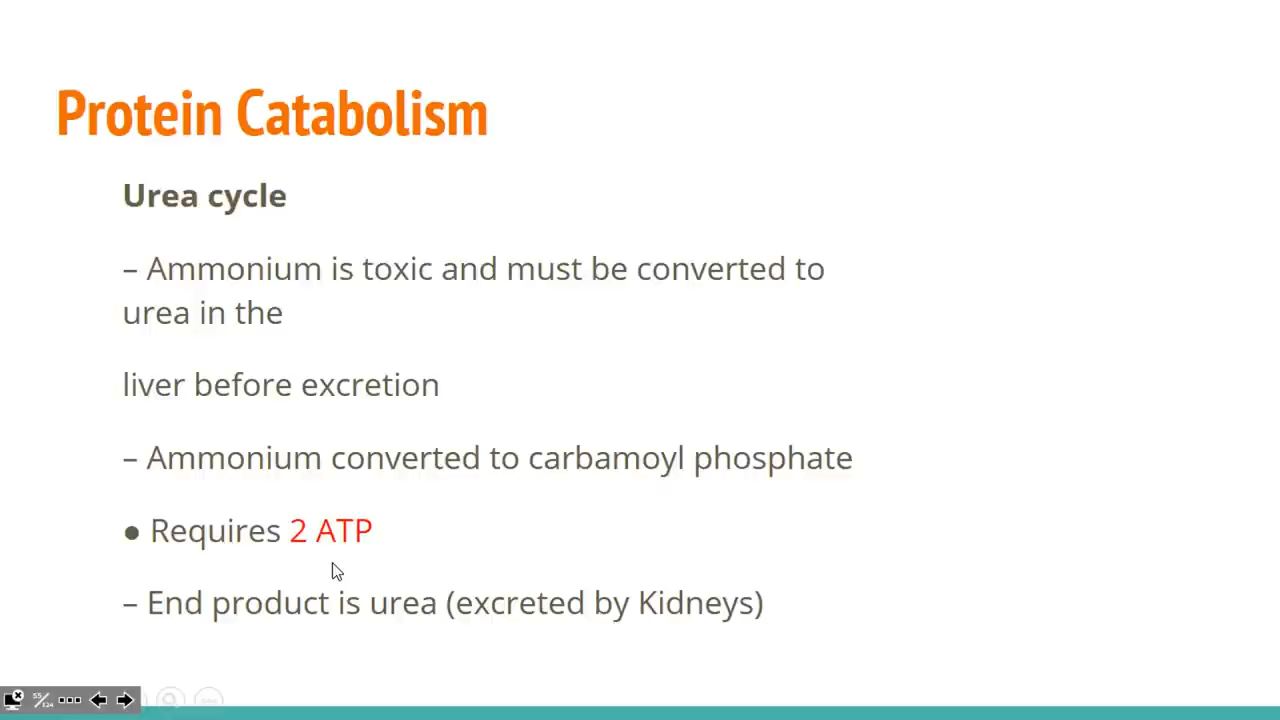 Protein Catabolism
Urea cycle
– Ammonium is toxic and must be converted to
urea in the
liver before excretion
– Ammonium converted to carbamoyl phosphate
● Requires 2 ATP
– End product is urea (excreted by Kidneys)